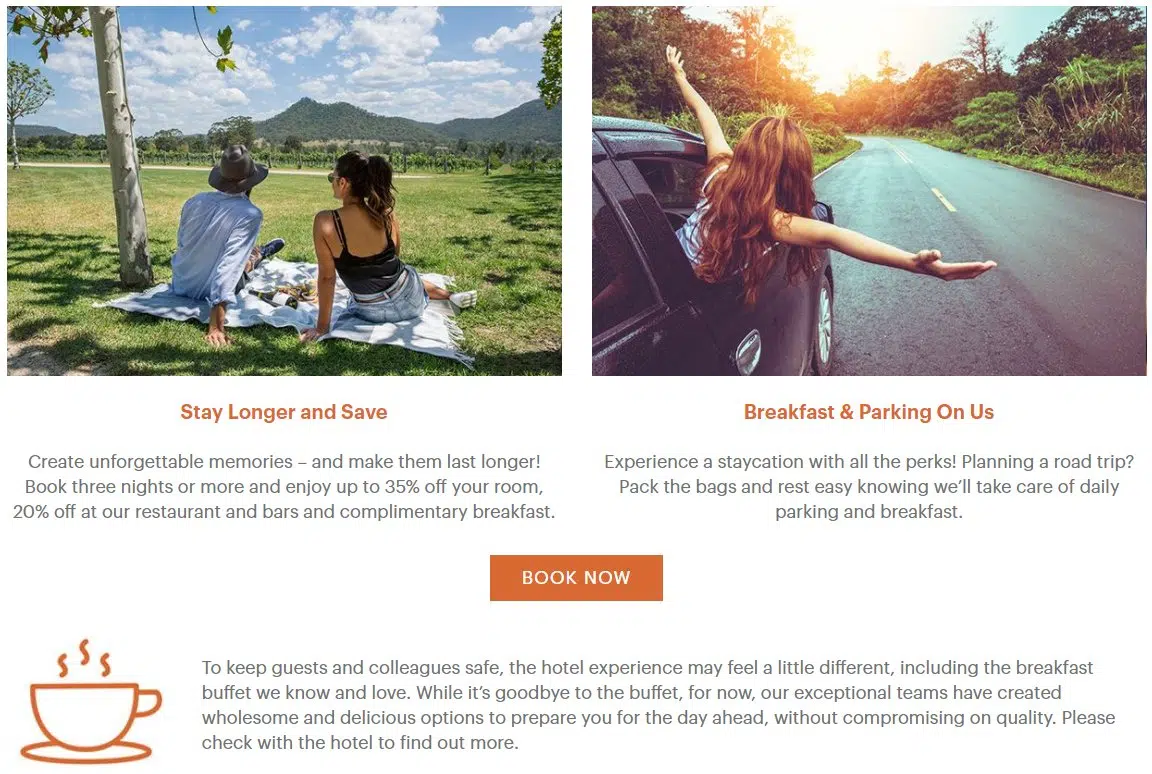 Stay Longer and Save
Create unforgettable memories – and make them last longer!
Book three nights or more and enjoy up to 35% off your room,
20% off at our restaurant and bars and complimentary breakfast.
Breakfast & Parking On Us
Experience a staycation with all the perks! Planning a road trip?
Pack the bags and rest easy knowing we’ll take care of daily
parking and breakfast.
BOOK NOW
To keep guests and colleagues safe, the hotel experience may feel a little different, including the breakfast
buffet we know and love. While it’s goodbye to the buffet, for now, our exceptional teams have created
wholesome and delicious options to prepare you for the day ahead, without compromising on quality. Please
check with the hotel to find out more.